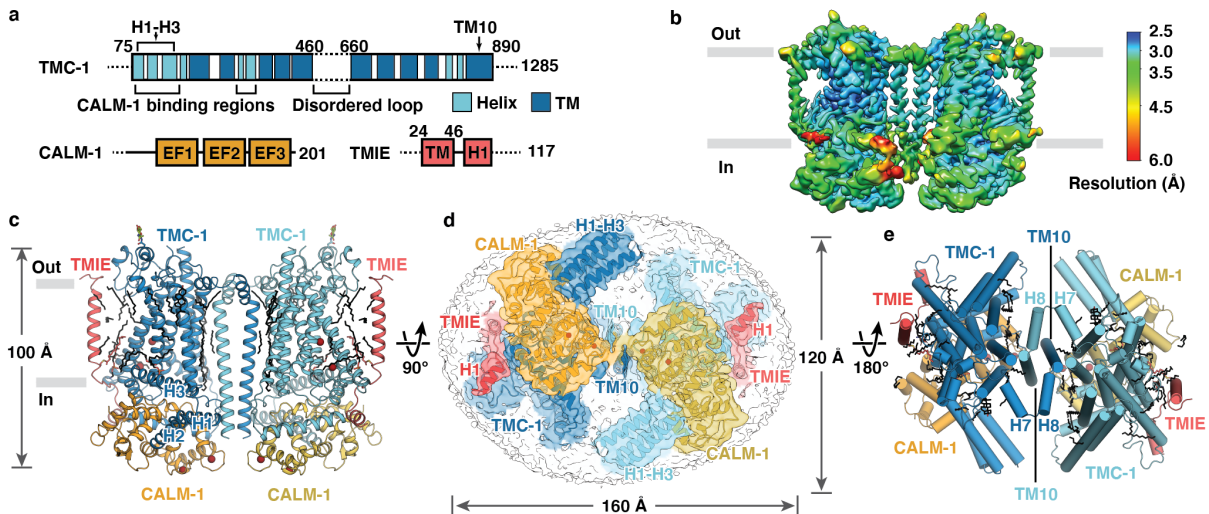 a
H1-H3
75
460
660
TM10
890
TMC-1
1285
CALM-1 binding regions
Disordered loop
Helix
TM
CALM-1
EF1
EF2
EF3
201
TMIE
24
46
TM
H1
117
b
Out
In
2.5
3.0
3.5
4.5
6.0
Resolution (Å)
c
TMC-1
TMC-1
TMIE
TMIE
Out
100 Å
In
H3
H1
H2
CALM-1
CALM-1
90°
d
H1-H3
CALM-1
TMC-1
TMIE
TM10
H1
H1
TM10
TMIE
TMC-1
H1-H3
CALM-1
120 Å
160 Å
180°
e
TMC-1
TM10
CALM-1
TMIE
H8
H7
H7
H8
TMIE
CALM-1
TMC-1
TM10